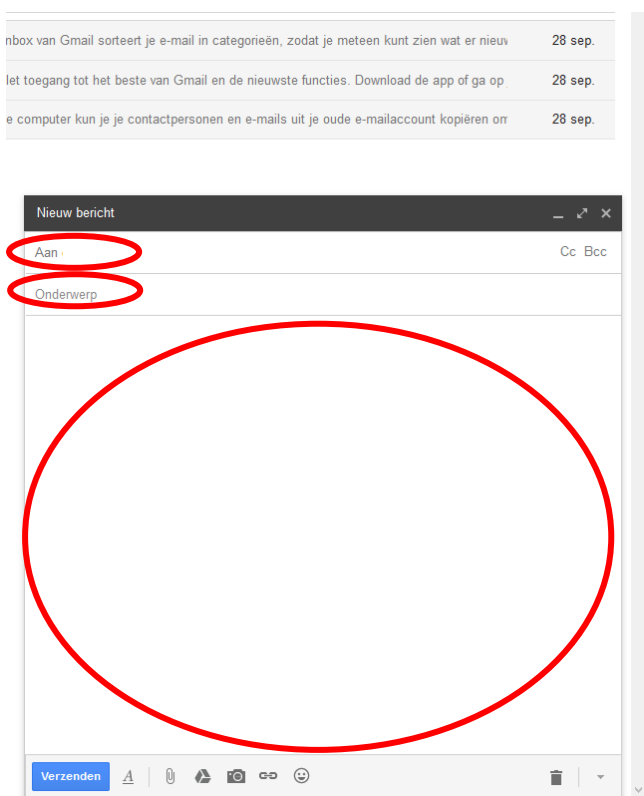 nbox van Gmail sorteert je e-mail in categorieën, zodat je meteen kunt zien wat er nieuw 28 sep.
let toegang tot het beste van Gmail en de nieuwste functies. Download de app of ga op 28 sep.
e computer kun je je contactpersonen en e-mails uit je oude e-mailaccount kopiëren om 28 sep.
Nieuw bericht
Aan Cc Bcc
Onderwerp
Verzenden A